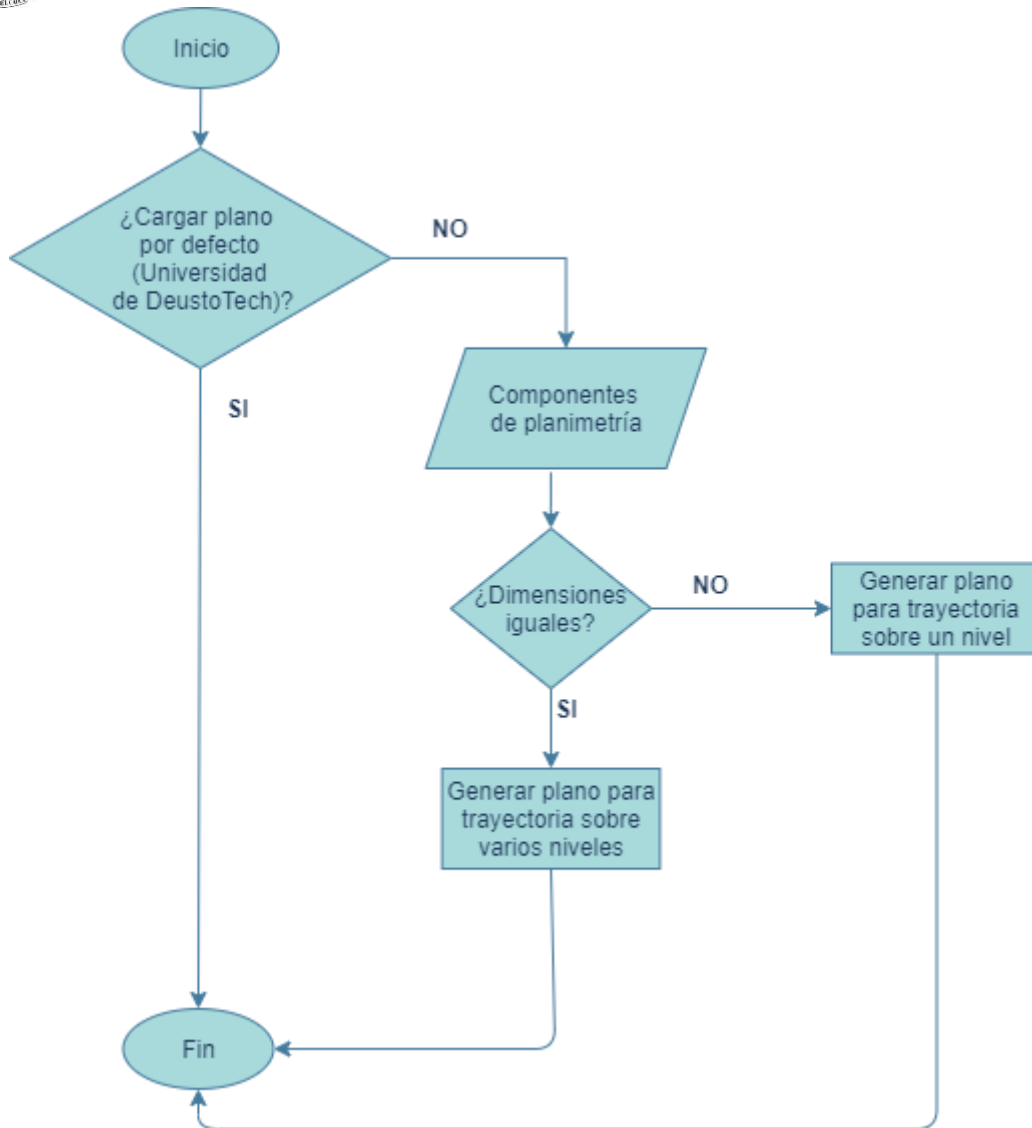 Inicio
¿Cargar plano
por defecto
(Universidad
de DeustoTech)?
NO
SI
Componentes
de planimetría
¿Dimensiones
iguales?
NO
Generar plano
para trayectoria
sobre un nivel
SI
Generar plano para
trayectoria sobre
varios niveles
Fin